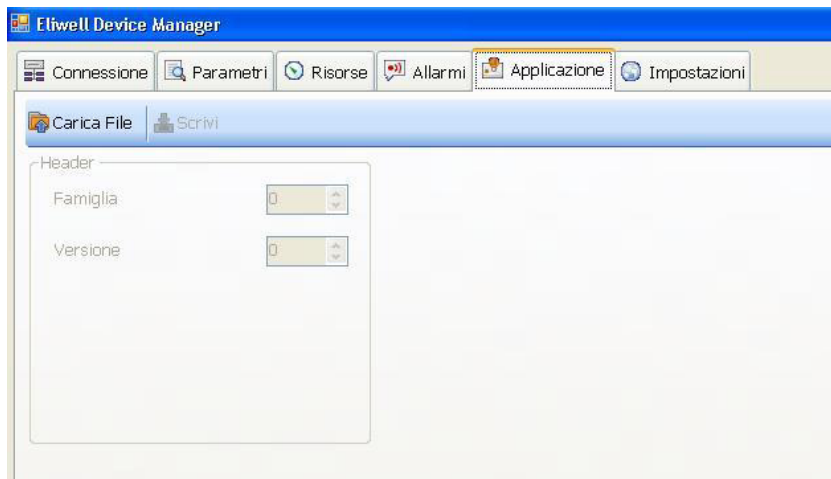 Eliwell Device Manager
Connessione Parametri Risorse Allarmi Applicazione Impostazioni
Carica File Scrivi
Header
Famiglia 0
Versione 0